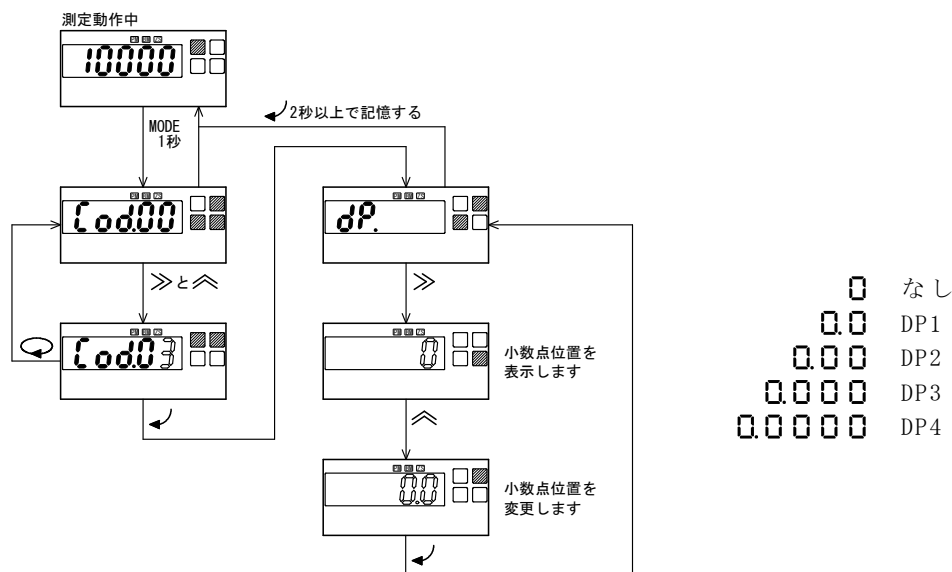 測定動作中
10000
MODE
1秒
2秒以上で記憶する
Cod.00
dP.
≫と︽
Cod.03
0
小数点位置を
表示します
0.0
小数点位置を
変更します
0 なし
0.0 DP1
0.00 DP2
0.000 DP3
0.0000 DP4